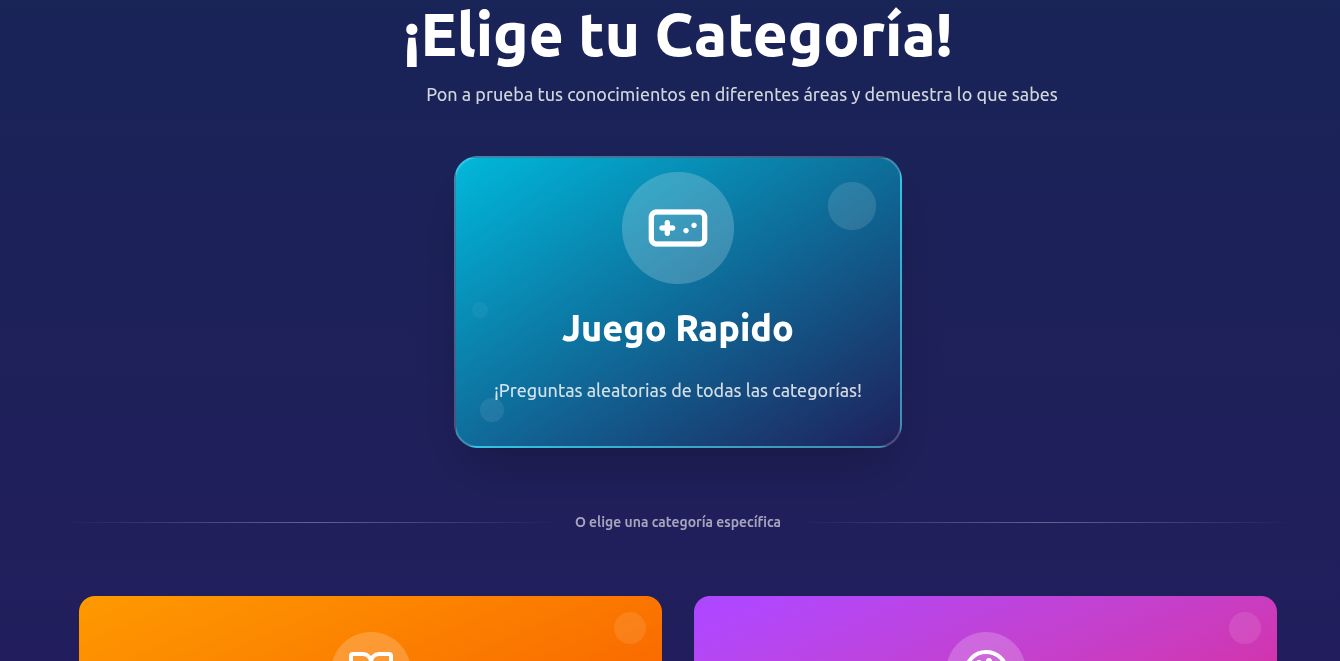 ¡Elige tu Categoría!
Pon a prueba tus conocimientos en diferentes áreas y demuestra lo que sabes
Juego Rapido
¡Preguntas aleatorias de todas las categorías!
O elige una categoría específica